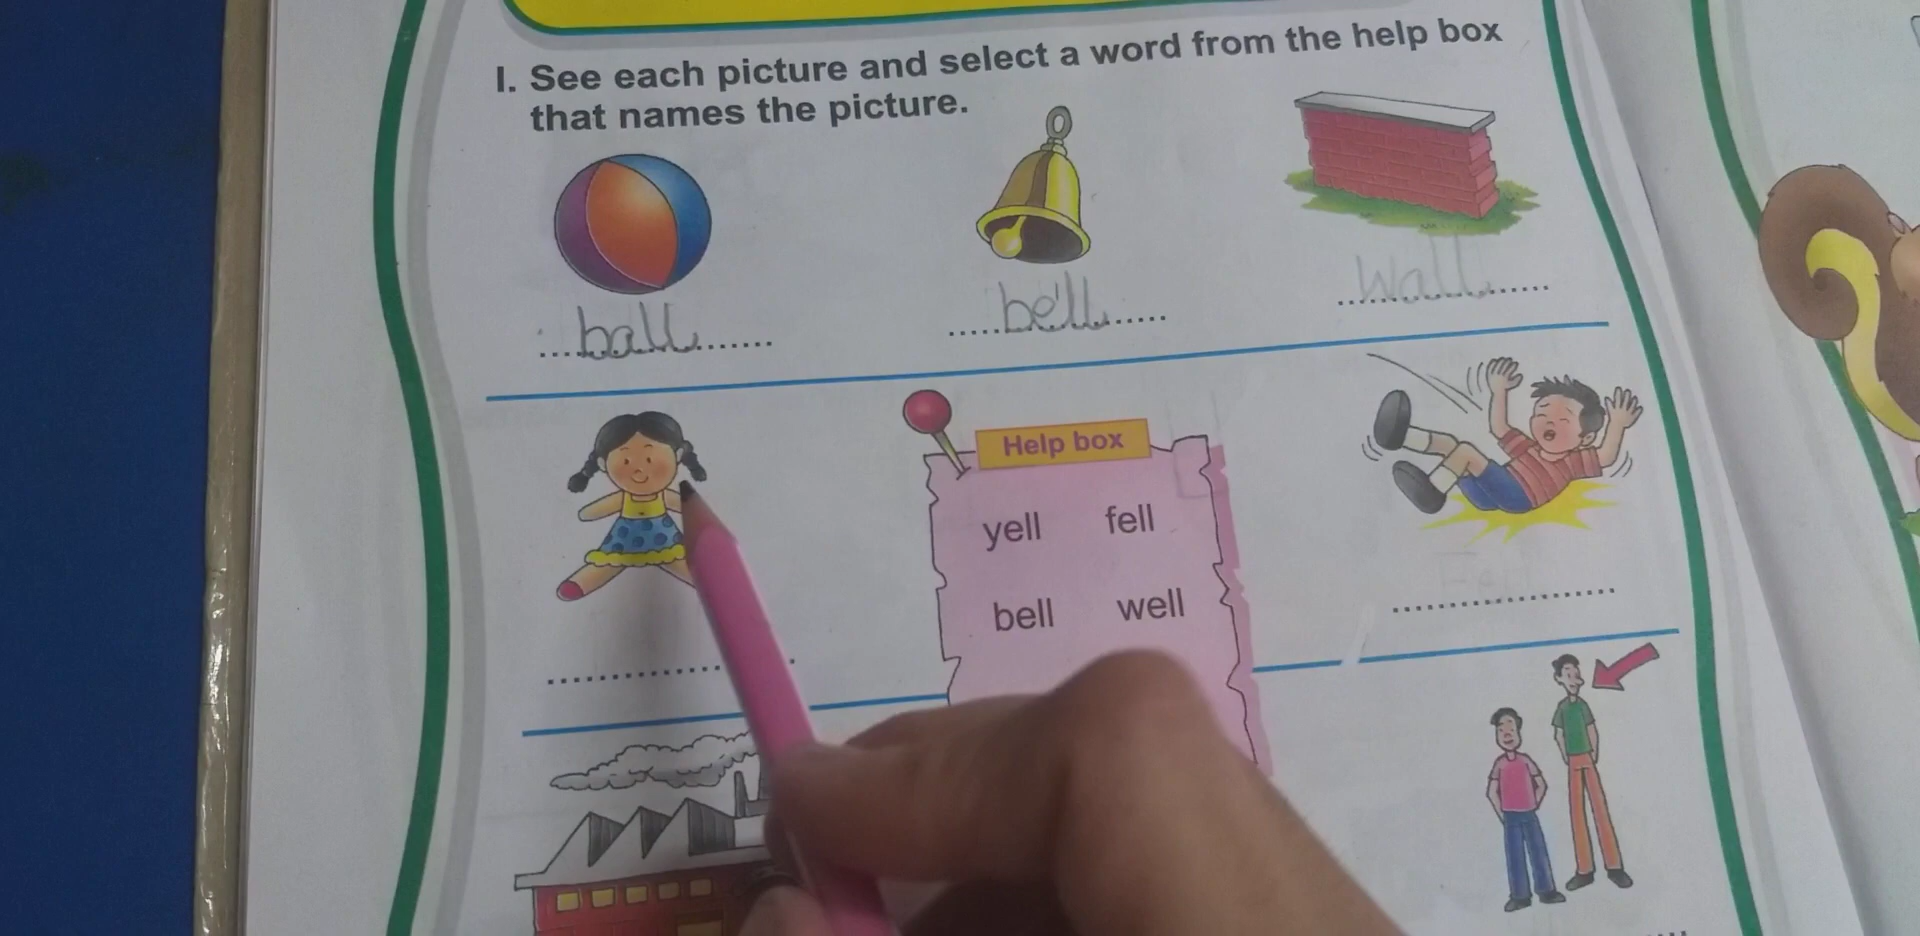 I. See each picture and select a word from the help box
that names the picture.
ball
bell
wall
Help box
yell fell
bell well